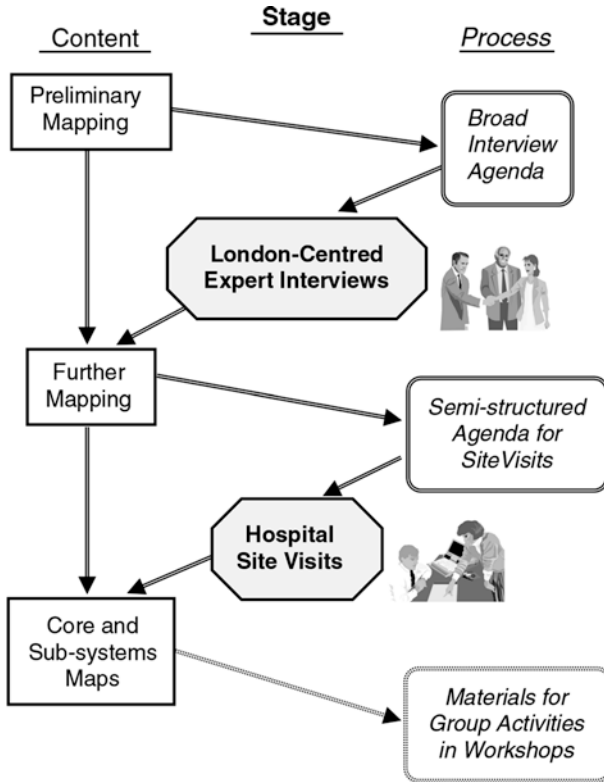 Content
Stage
Process
Preliminary
Mapping
Broad
Interview
Agenda
London-Centred
Expert Interviews
Further
Mapping
Semi-structured
Agenda for
SiteVisits
Hospital
Site Visits
Core and
Sub-systems
Maps
Materials for
Group Activities
in Workshops